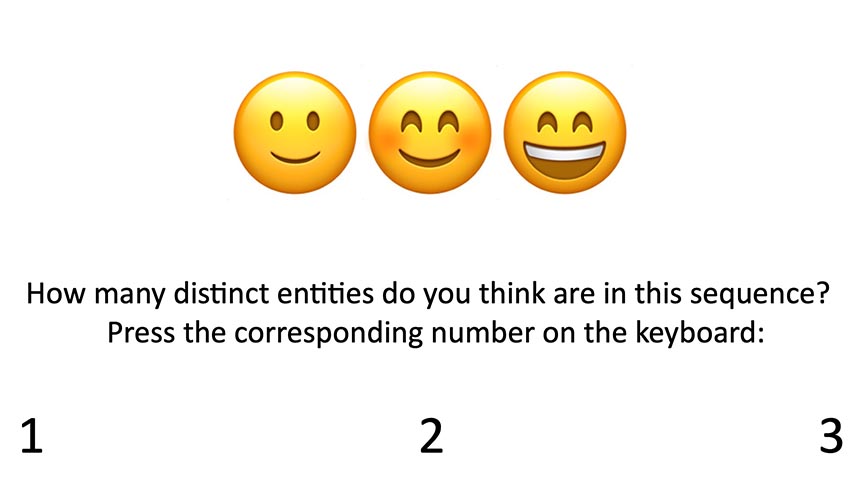 How many distinct entities do you think are in this sequence?
Press the corresponding number on the keyboard:
1 2 3